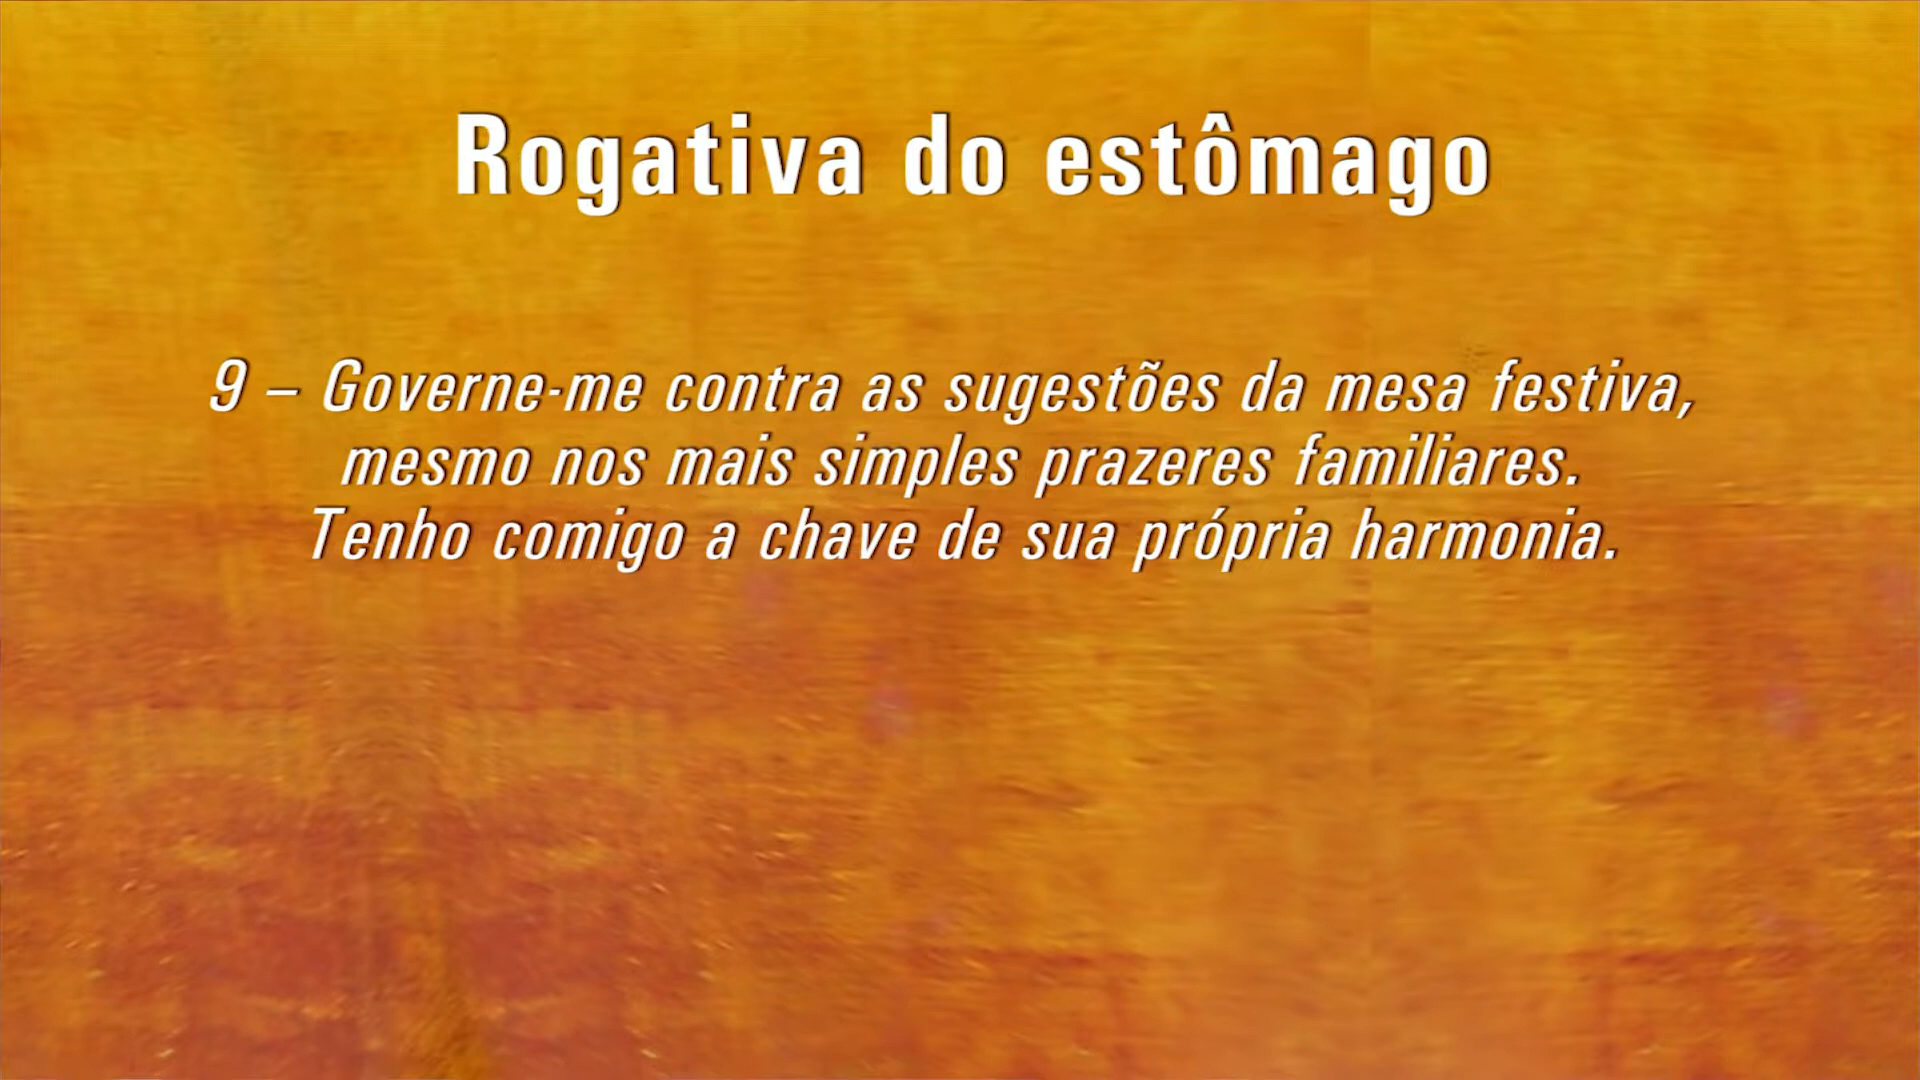 Rogativa do estômago
9 – Governe-me contra as sugestões da mesa festiva,
mesmo nos mais simples prazeres familiares.
Tenho comigo a chave de sua própria harmonia.